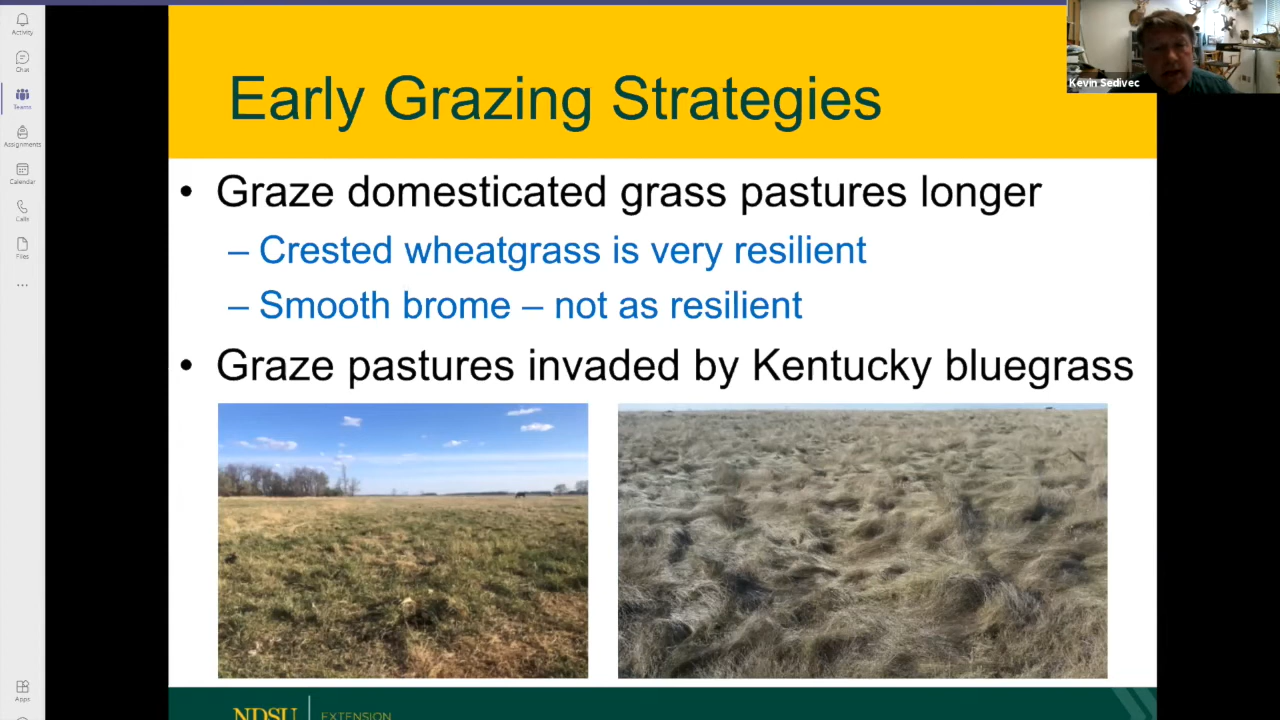 Activity
Chat
Teams
Assignments
Calendar
Calls
Files
Apps
Kevin Sedivec
Early Grazing Strategies
• Graze domesticated grass pastures longer
– Crested wheatgrass is very resilient
– Smooth brome – not as resilient
• Graze pastures invaded by Kentucky bluegrass
NDSU EXTENSION